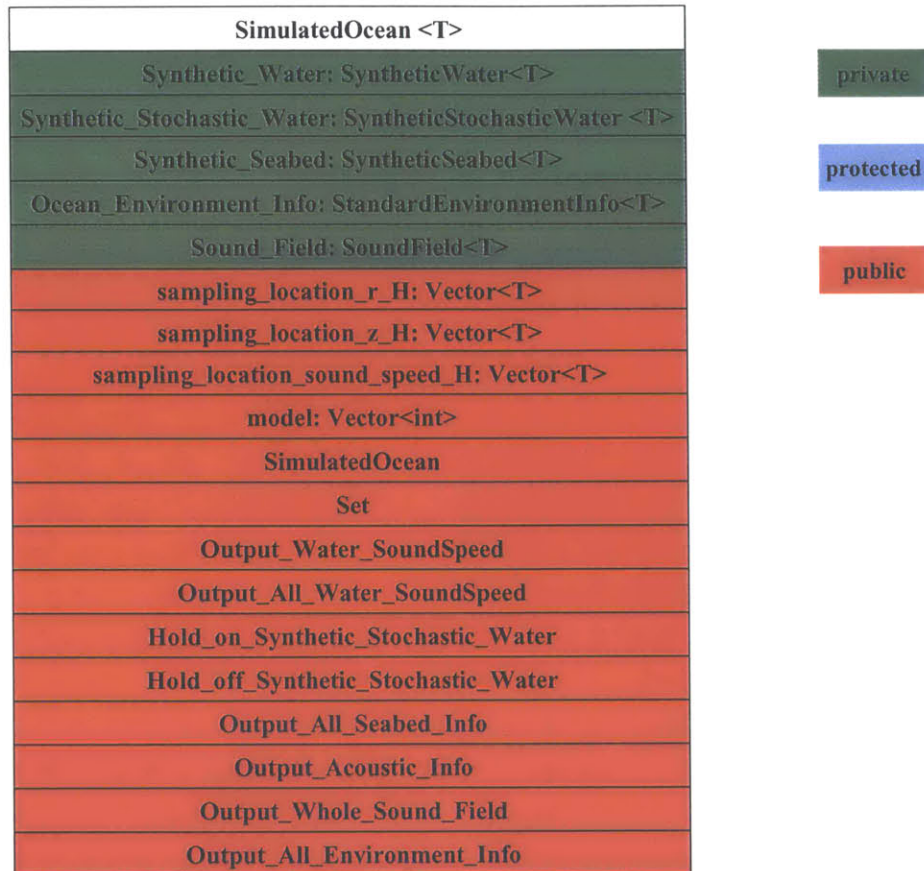 SimulatedOcean <T>
Synthetic_Water: SyntheticWater<T>
Synthetic_Stochastic_Water: SyntheticStochasticWater <T>
Synthetic_Seabed: SyntheticSeabed<T>
Ocean_Environment_Info: StandardEnvironmentInfo<T>
Sound_Field: SoundField<T>
sampling_location_r_H: Vector<T>
sampling_location_z_H: Vector<T>
sampling_location_sound_speed_H: Vector<T>
model: Vector<int>
SimulatedOcean
Set
Output_Water_SoundSpeed
Output_All_Water_SoundSpeed
Hold_on_Synthetic_Stochastic_Water
Hold_off_Synthetic_Stochastic_Water
Output_All_Seabed_Info
Output_Acoustic_Info
Output_Whole_Sound_Field
Output_All_Environment_Info
private
protected
public